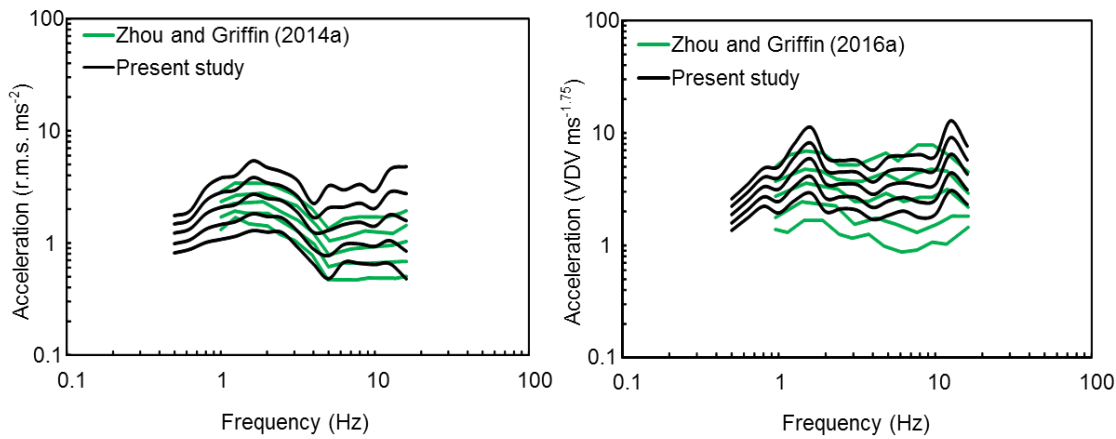 100
10
1
0.1
Acceleration (r.m.s. ms-2)
Zhou and Griffin (2014a)
Present study
0.1
1
10
100
Frequency (Hz)
100
10
1
0.1
Acceleration (VDV ms-1.75)
Zhou and Griffin (2016a)
Present study
0.1
1
10
100
Frequency (Hz)